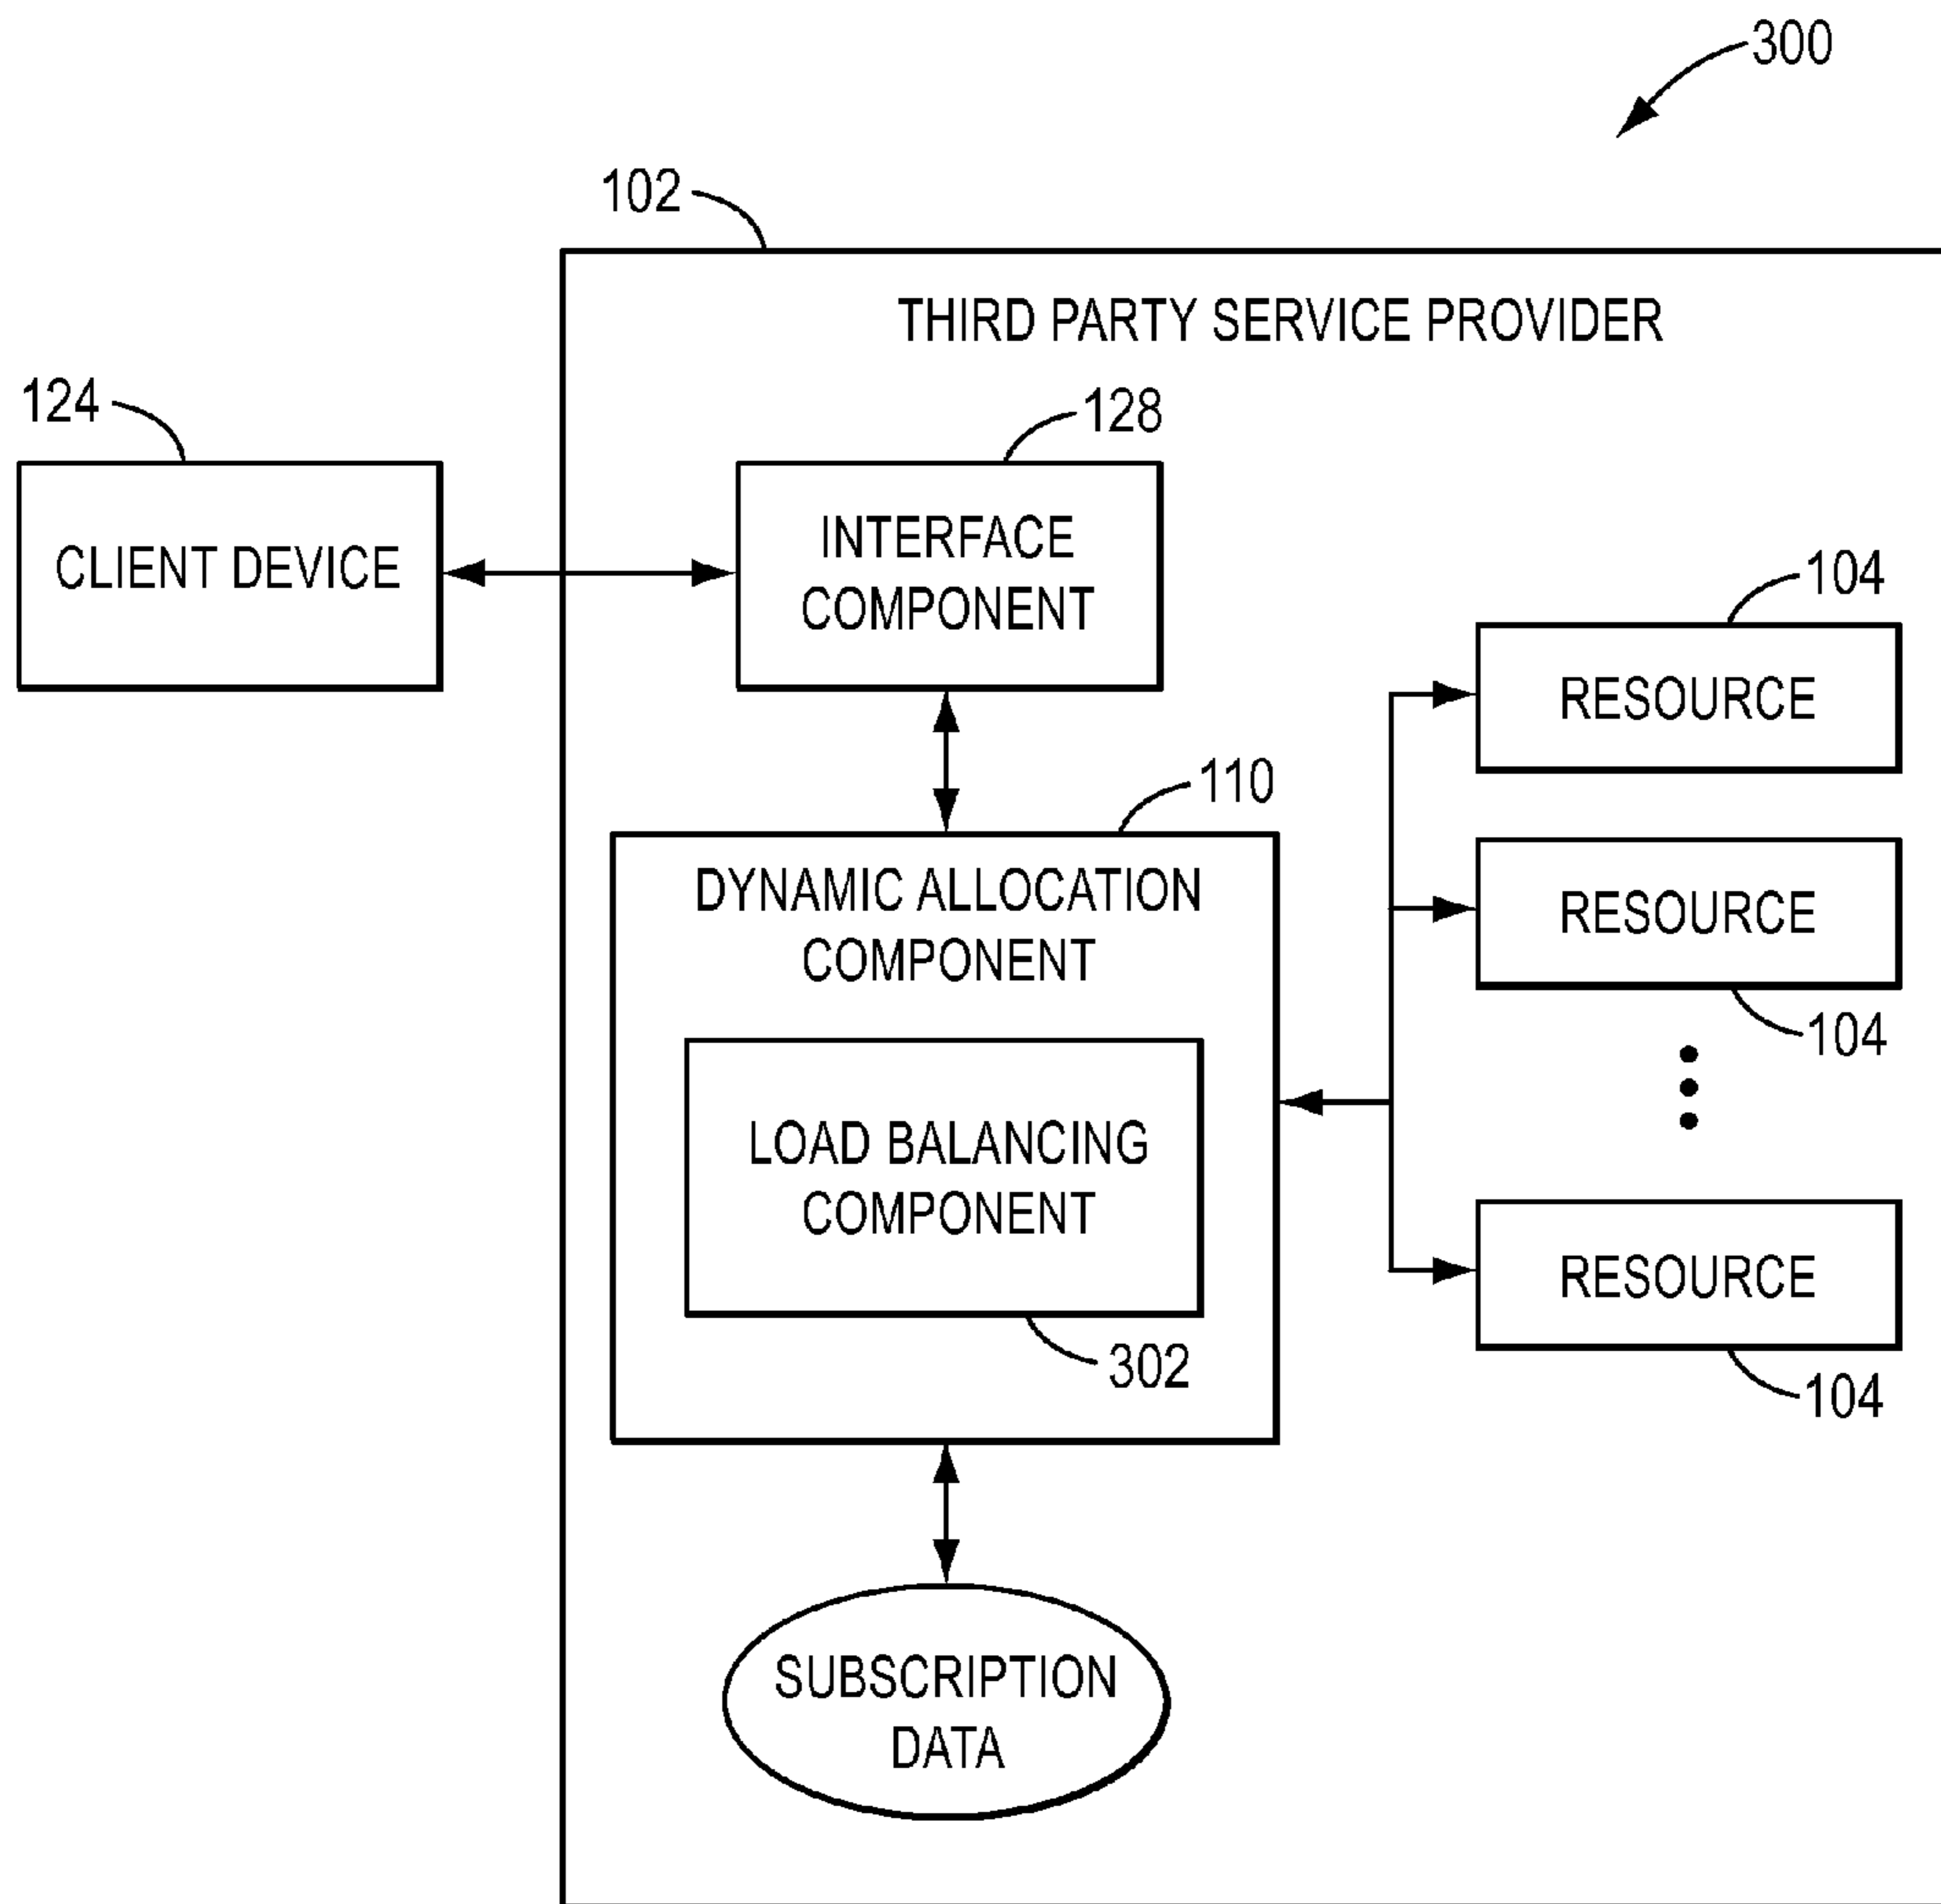 300
102
THIRD PARTY SERVICE PROVIDER
124
128
CLIENT DEVICE
INTERFACE
COMPONENT
104
RESOURCE
110
DYNAMIC ALLOCATION
COMPONENT
RESOURCE
104
LOAD BALANCING
COMPONENT
302
RESOURCE
104
SUBSCRIPTION
DATA